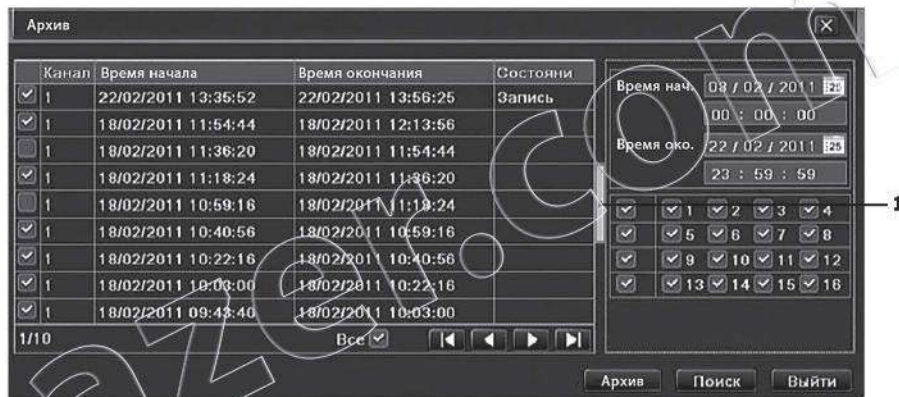 Архив
Канал Время начала Время окончания Состояни
1 22/02/2011 13:35:52 22/02/2011 13:56:25 Запись
1 18/02/2011 11:54:44 18/02/2011 12:13:56
1 18/02/2011 11:36:20 18/02/2011 11:54:44
1 18/02/2011 11:18:24 18/02/2011 11:36:20
1 18/02/2011 10:59:16 18/02/2011 11:18:24
1 18/02/2011 10:40:56 18/02/2011 10:59:16
1 18/02/2011 10:22:16 18/02/2011 10:40:56
1 18/02/2011 10:03:00 18/02/2011 10:22:16
1 18/02/2011 09:43:40 18/02/2011 10:03:00
1/10 Все
Время нач. 08 / 02 / 2011
00 : 00 : 00
Время око. 22 / 02 / 2011
23 : 59 : 59
1 2 3 4
5 6 7 8
9 10 11 12
13 14 15 16
Архив Поиск Выйти
1
azer.com